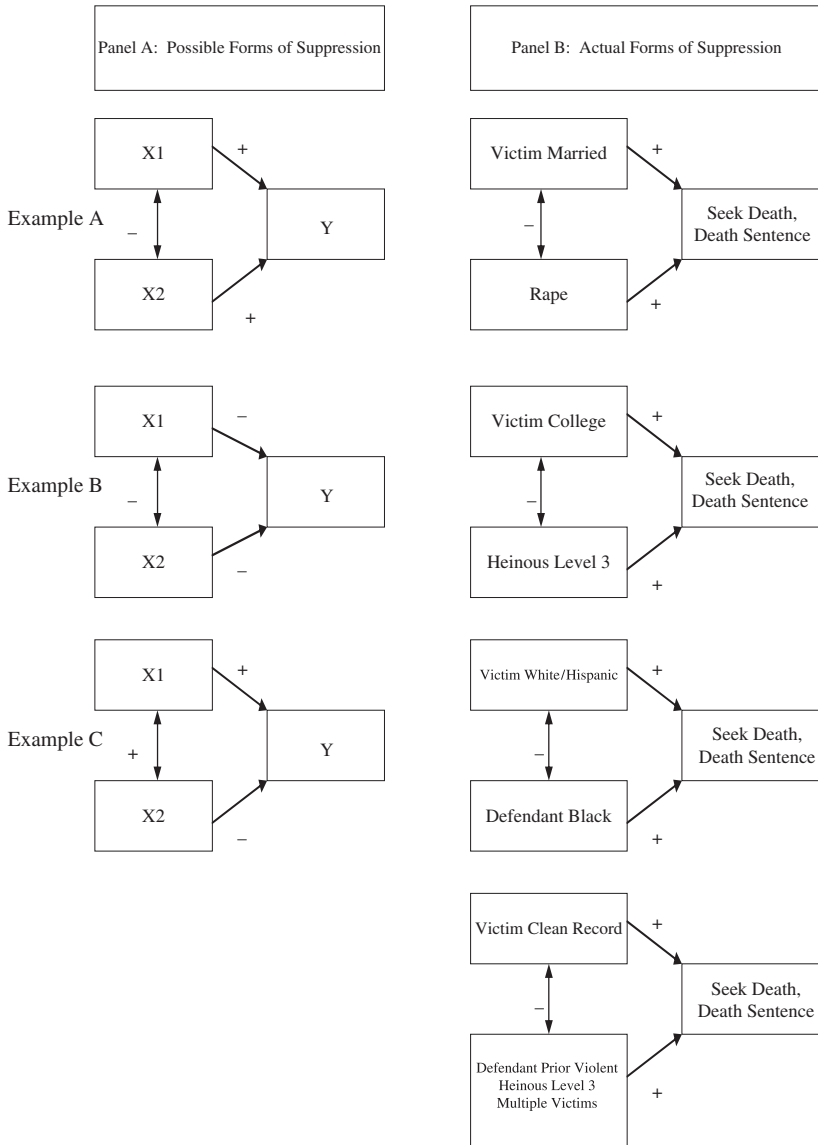 Panel A: Possible Forms of Suppression
Panel B: Actual Forms of Suppression
Example A
X1
+
–
X2
+
Y
Victim Married
+
–
Rape
+
Seek Death,
Death Sentence
Example B
X1
–
–
X2
–
Y
Victim College
+
–
Heinous Level 3
+
Seek Death,
Death Sentence
Example C
X1
+
+
X2
–
Y
Victim White/Hispanic
+
–
Defendant Black
+
Seek Death,
Death Sentence
Victim Clean Record
+
–
Defendant Prior Violent
Heinous Level 3
Multiple Victims
+
Seek Death,
Death Sentence